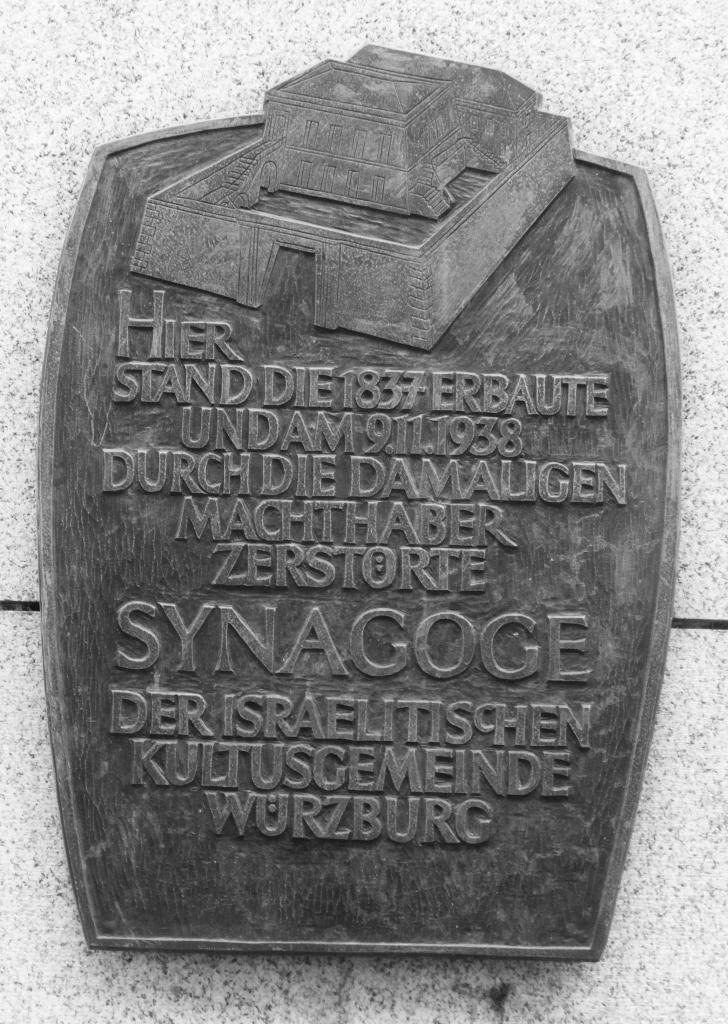 HIER
STAND DIE 1837 ERBAUTE
UND AM 9.11.1938
DURCH DIE DAMALIGEN
MACHTHABER
ZERSTÖRTE
SYNAGOGE
DER ISRAELITISCHEN
KULTUSGEMEINDE
WÜRZBURG